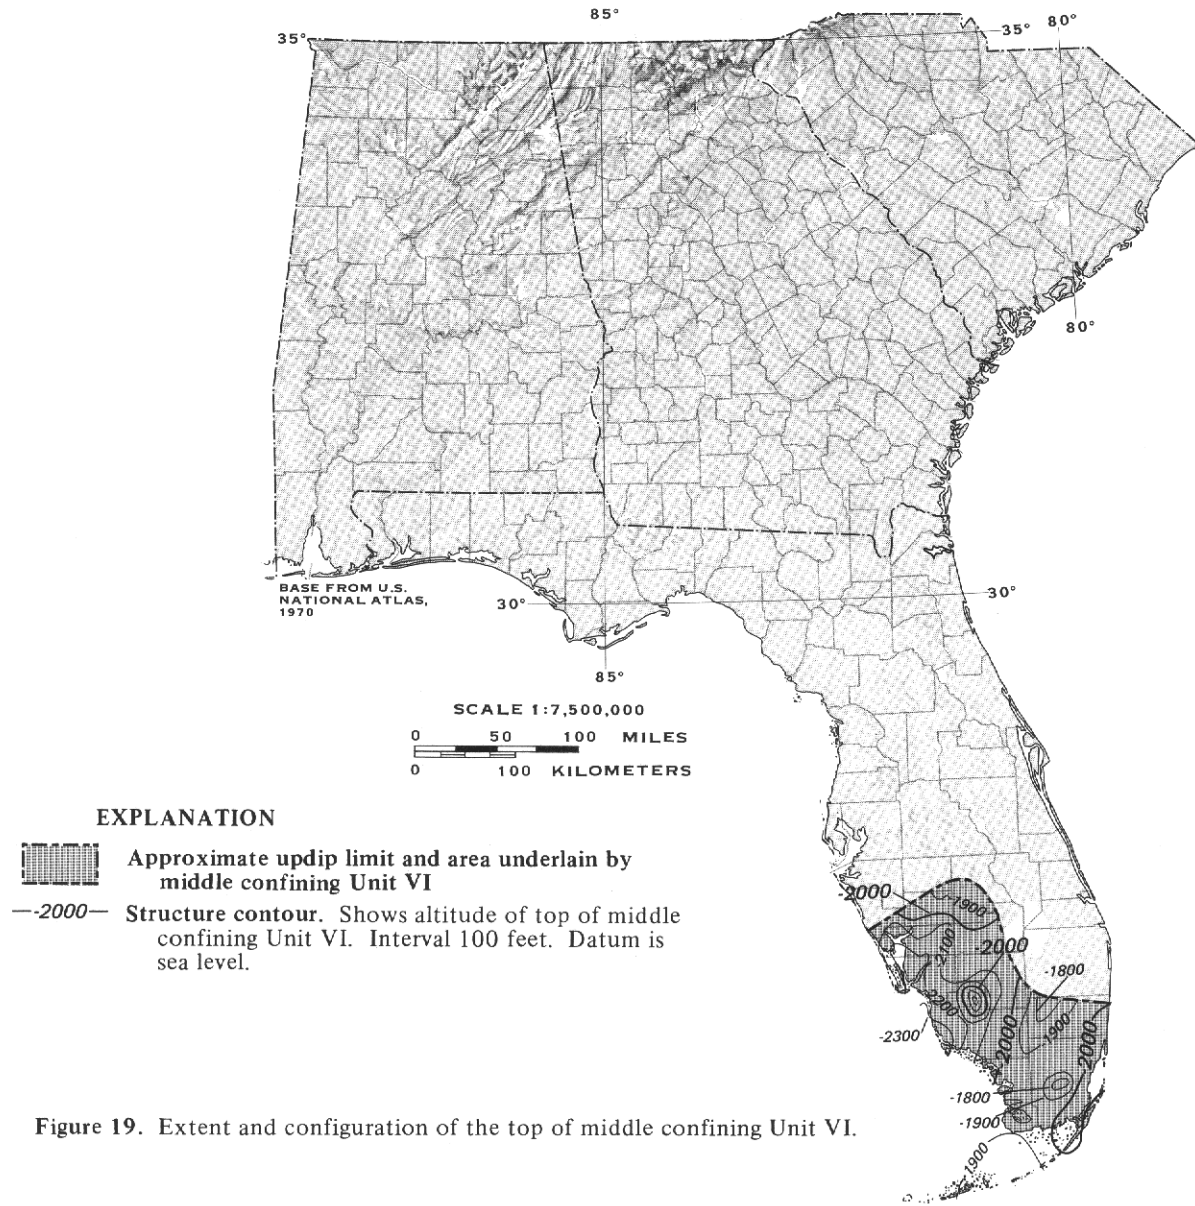 85°
35°
35°
80°
80°
BASE FROM U.S.
NATIONAL ATLAS,
1970
30°
30°
85°
SCALE 1:7,500,000
0 50 100 MILES
0 100 KILOMETERS
EXPLANATION
Approximate updip limit and area underlain by
middle confining Unit VI
-2000 Structure contour. Shows altitude of top of middle
confining Unit VI. Interval 100 feet. Datum is
sea level.
-2000
-1900
-2100
-2000
-1800
-2200
-2300
2000
1900
2000
-1800
-1900
1900
Figure 19. Extent and configuration of the top of middle confining Unit VI.